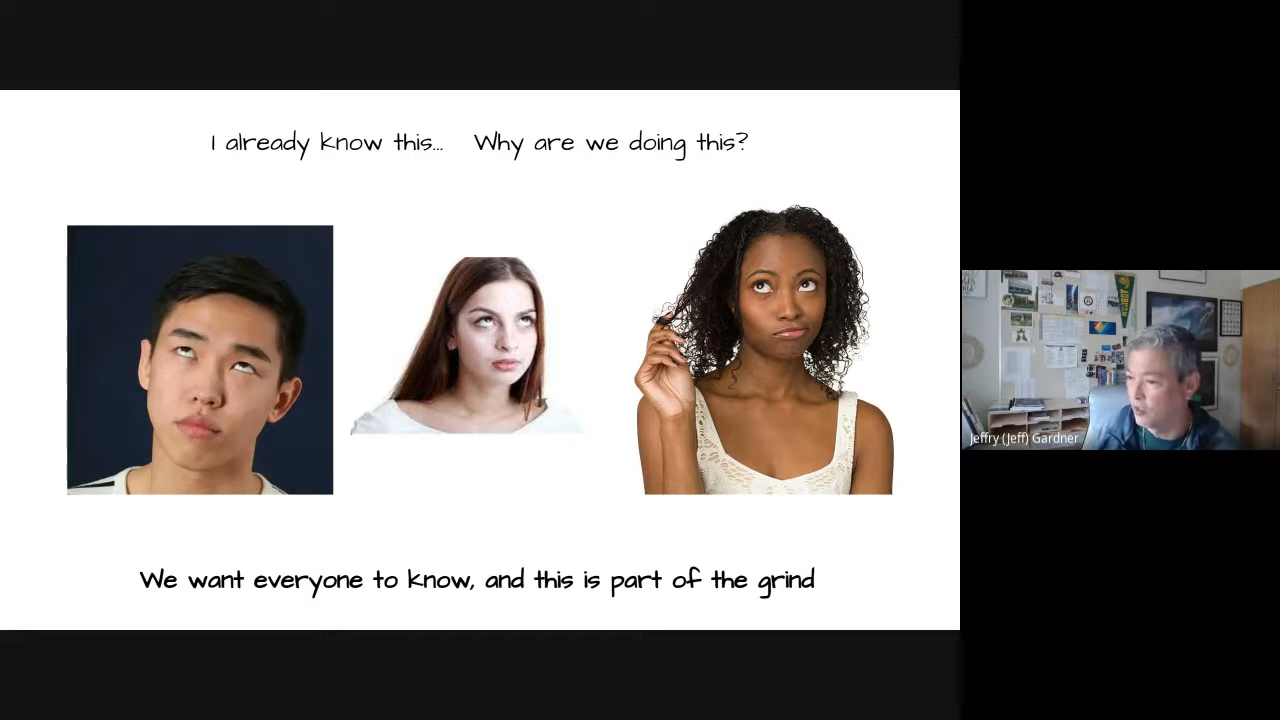 I already know this... Why are we doing this?
We want everyone to know, and this is part of the grind
Jeffry (Jeff) Gardner